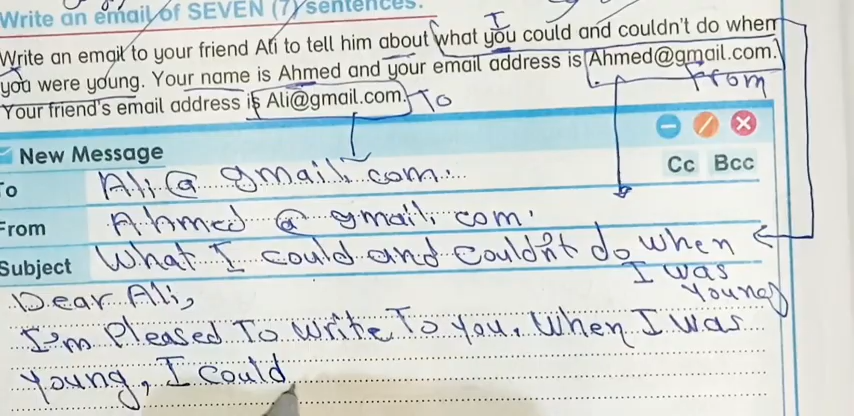 Write an email of SEVEN (7) sentences.
I
Write an email to your friend Ali to tell him about what you could and couldn't do when
you were young. Your name is Ahmed and your email address is Ahmed@gmail.com.
From
Your friend's email address is Ali@gmail.com. To
New Message
Cc Bcc
To Ali@gmail.com.
From Ahmed@gmail.com.
Subject What I could and couldn't do when
I was
young
Dear Ali,
I'm Pleased To write To you. When I was
young, I could